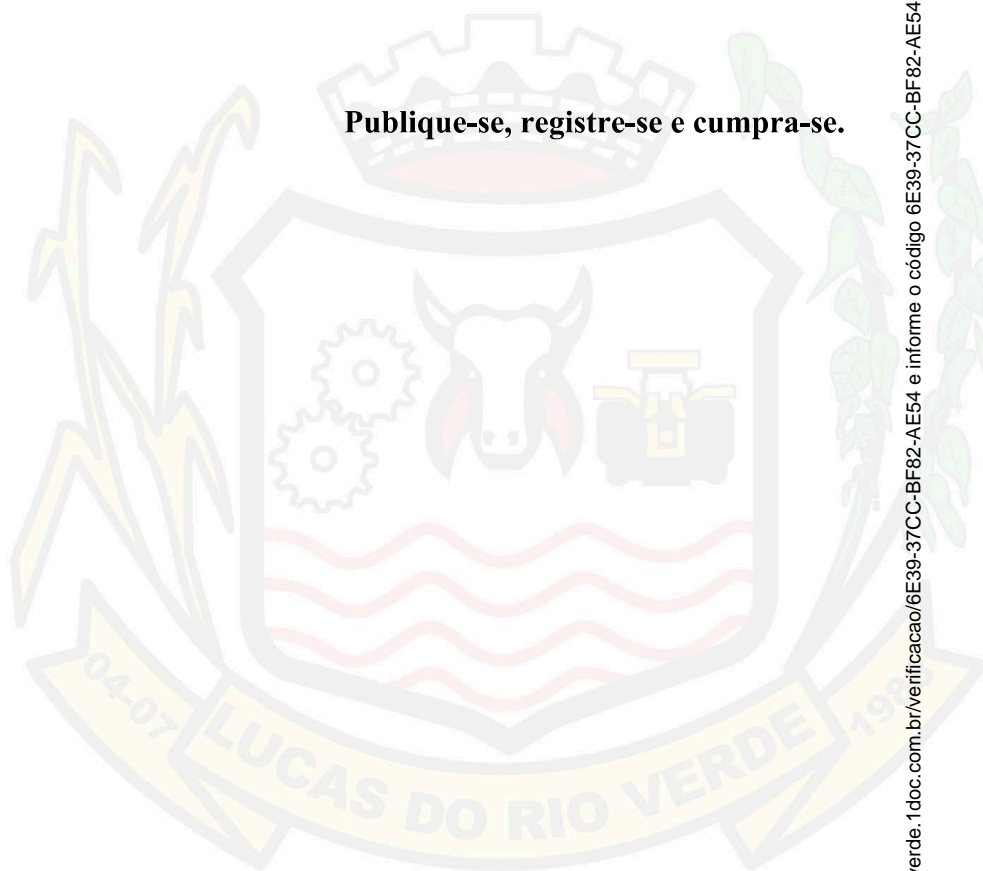 Publique-se, registre-se e cumpra-se.
04-07
LUCAS DO RIO VERDE
verde.1doc.com.br/verificacao/6E39-37CC-BF82-AE54 e informe o código 6E39-37CC-BF82-AE54